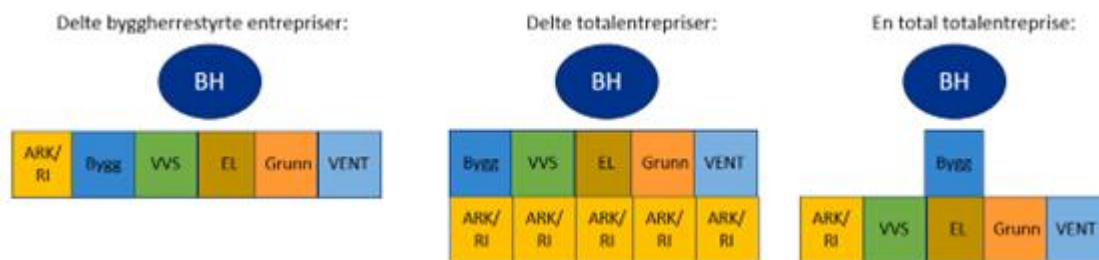 Delte byggherrestyrte entrepriser:
BH
ARK/
RI
Bygg
VVS
EL
Grunn
VENT
Delte totalentrepriser:
BH
Bygg
VVS
EL
Grunn
VENT
ARK/
RI
ARK/
RI
ARK/
RI
ARK/
RI
ARK/
RI
En total totalentreprise:
BH
Bygg
ARK/
RI
VVS
EL
Grunn
VENT